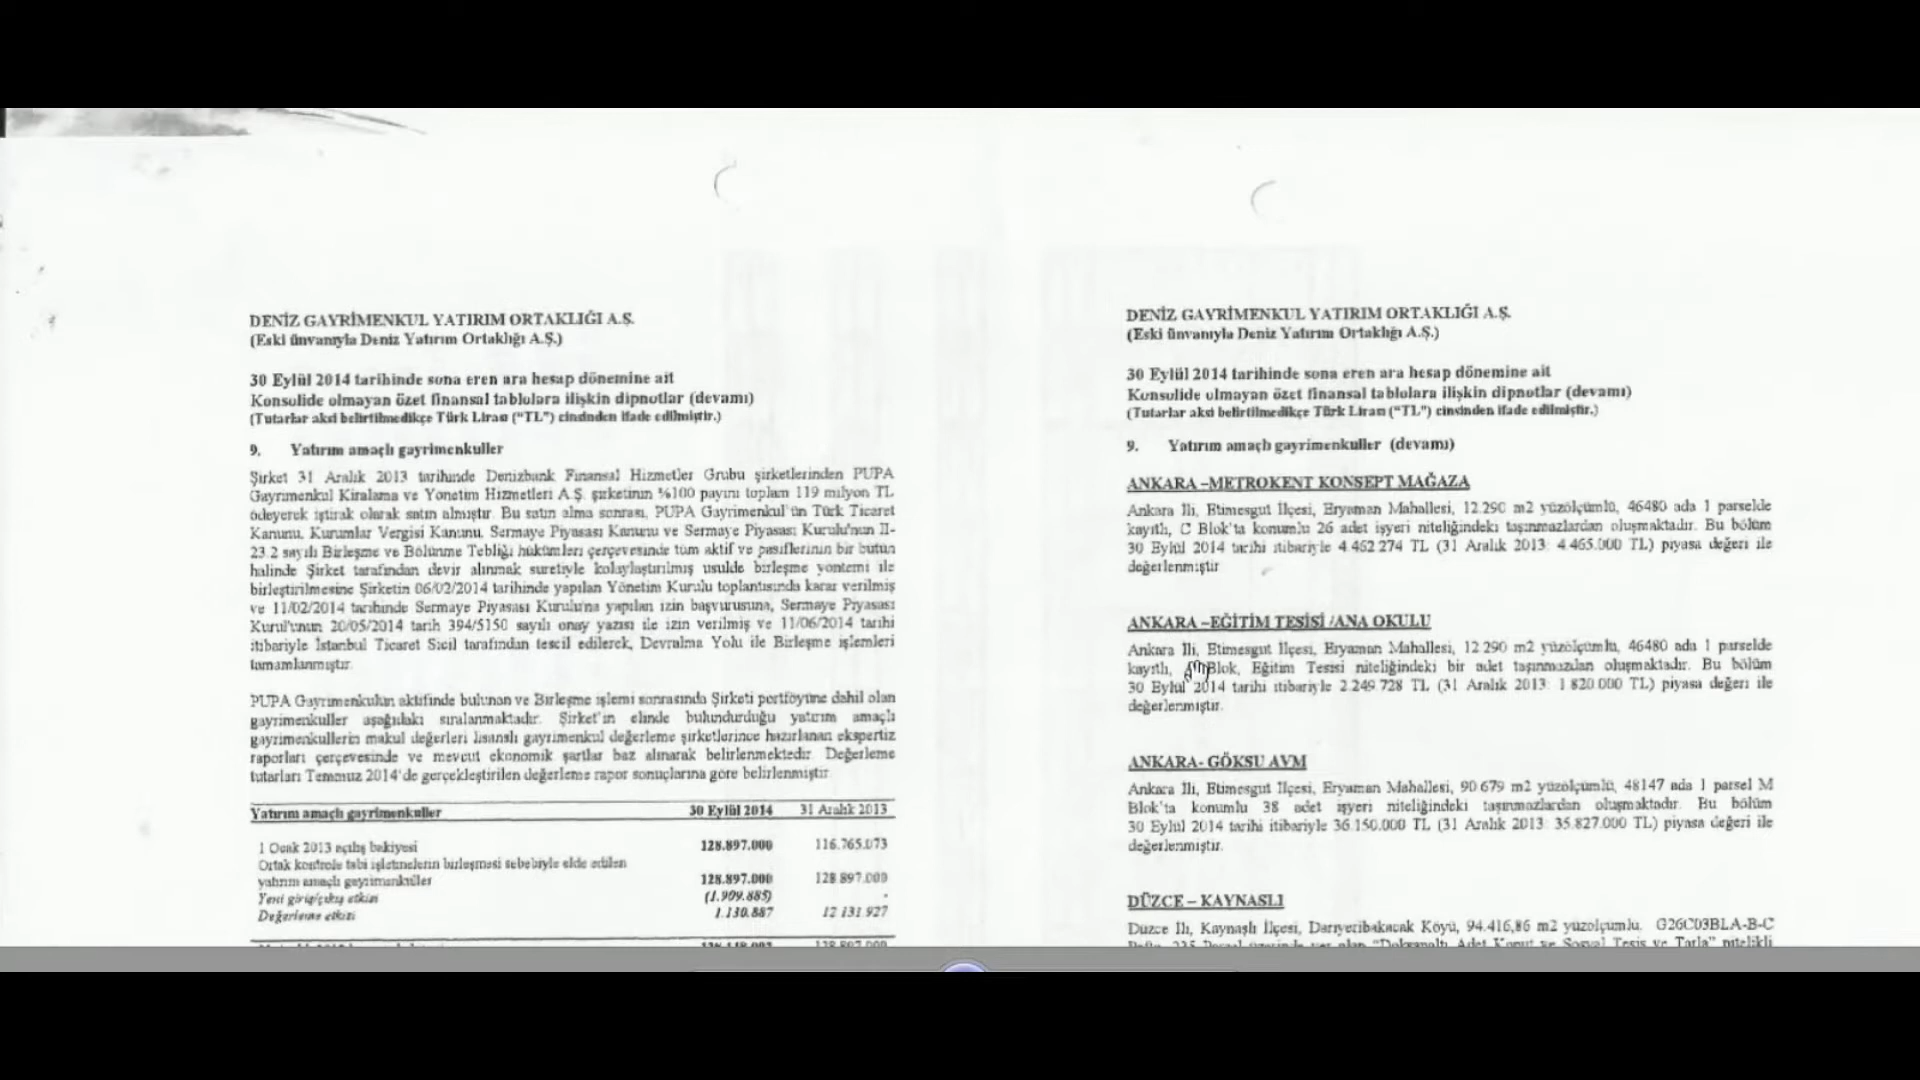 DENİZ GAYRİMENKUL YATIRIM ORTAKLIĞI A.Ş.
(Eski ünvanıyla Deniz Yatırım Ortaklığı A.Ş.)
30 Eylül 2014 tarihinde sona eren ara hesap dönemine ait
Konsolide olmayan özet finansal tablolara ilişkin dipnotlar (devamı)
(Tutarlar aksi belirtilmedikçe Türk Lirası ("TL") cinsinden ifade edilmiştir.)
9. Yatırım amaçlı gayrimenkuller
Şirket 31 Aralık 2013 tarihinde Denizbank Finansal Hizmetler Grubu şirketlerinden PUPA
Gayrimenkul Kiralama ve Yönetim Hizmetleri A.Ş. şirketinin %100 payını toplam 119 milyon TL
ödeyerek iştirak olarak satın almıştır. Bu satın alma sonrası, PUPA Gayrimenkul'ün Türk Ticaret
Kanunu, Kurumlar Vergisi Kanunu, Sermaye Piyasası Kanunu ve Sermaye Piyasası Kurulu'nun II-
23.2 sayılı Birleşme ve Bölünme Tebliği hükümleri çerçevesinde tüm aktif ve pasiflerinin bir bütün
halinde Şirket tarafından devir alınmak suretiyle kolaylaştırılmış usulde birleşme yöntemi ile
birleştirilmesine Şirketin 06/02/2014 tarihinde yapılan Yönetim Kurulu toplantısında karar verilmiş
ve 11/02/2014 tarihinde Sermaye Piyasası Kurulu'na yapılan izin başvurusuna, Sermaye Piyasası
Kurul'unun 20/05/2014 tarih 394/5150 sayılı onay yazısı ile izin verilmiş ve 11/06/2014 tarihi
itibariyle İstanbul Ticaret Sicil tarafından tescil edilerek, Devralma Yolu ile Birleşme işlemleri
tamamlanmıştır.
PUPA Gayrimenkulün aktifinde bulunan ve Birleşme işlemi sonrasında Şirketi portföyüne dahil olan
gayrimenkuller aşağıdaki sıralanmaktadır. Şirket'in elinde bulundurduğu yatırım amaçlı
gayrimenkullerin makul değerleri lisanslı gayrimenkul değerleme şirketlerince hazırlanan ekspertiz
raporları çerçevesinde ve mevcut ekonomik şartlar baz alınarak belirlenmektedir. Değerleme
tutarları Temmuz 2014'de gerçekleştirilen değerleme rapor sonuçlarına göre belirlenmiştir.
Yatırım amaçlı gayrimenkuller 30 Eylül 2014 31 Aralık 2013
1 Ocak 2013 açılış bakiyesi 128.897.000 116.765.073
Ortak kontrole tabi işletmelerin birleşmesi sebebiyle elde edilen
yatırım amaçlı gayrimenkuller 128.897.000 128.897.000
Yeni giriş/çıkış etkisi (1.909.885) -
Değerleme etkisi 1.130.887 12.131.927
DENİZ GAYRİMENKUL YATIRIM ORTAKLIĞI A.Ş.
(Eski ünvanıyla Deniz Yatırım Ortaklığı A.Ş.)
30 Eylül 2014 tarihinde sona eren ara hesap dönemine ait
Konsolide olmayan özet finansal tablolara ilişkin dipnotlar (devamı)
(Tutarlar aksi belirtilmedikçe Türk Lirası ("TL") cinsinden ifade edilmiştir.)
9. Yatırım amaçlı gayrimenkuller (devamı)
ANKARA –METROKENT KONSEPT MAĞAZA
Ankara İli, Etimesgut İlçesi, Eryaman Mahallesi, 12.290 m2 yüzölçümlü, 46480 ada 1 parselde
kayıtlı, C Blok'ta konumlu 26 adet işyeri niteliğindeki taşınmazlardan oluşmaktadır. Bu bölüm
30 Eylül 2014 tarihi itibariyle 4.462.274 TL (31 Aralık 2013: 4.465.000 TL) piyasa değeri ile
değerlenmiştir
ANKARA –EĞİTİM TESİSİ /ANA OKULU
Ankara İli, Etimesgut İlçesi, Eryaman Mahallesi, 12.290 m2 yüzölçümlü, 46480 ada 1 parselde
kayıtlı, Blok, Eğitim Tesisi niteliğindeki bir adet taşınmazdan oluşmaktadır. Bu bölüm
30 Eylül 2014 tarihi itibariyle 2.249.728 TL (31 Aralık 2013: 1.820.000 TL) piyasa değeri ile
değerlenmiştir.
ANKARA- GÖKSU AVM
Ankara İli, Etimesgut İlçesi, Eryaman Mahallesi, 90.679 m2 yüzölçümlü, 48147 ada 1 parsel M
Blok'ta konumlu 38 adet işyeri niteliğindeki taşınmazlardan oluşmaktadır. Bu bölüm
30 Eylül 2014 tarihi itibariyle 36.150.000 TL (31 Aralık 2013: 35.827.000 TL) piyasa değeri ile
değerlenmiştir.
DÜZCE – KAYNAŞLI
Düzce İli, Kaynaşlı İlçesi, Darıyeribakacak Köyü, 94.416,86 m2 yüzölçümlü, G26C03BLA-B-C